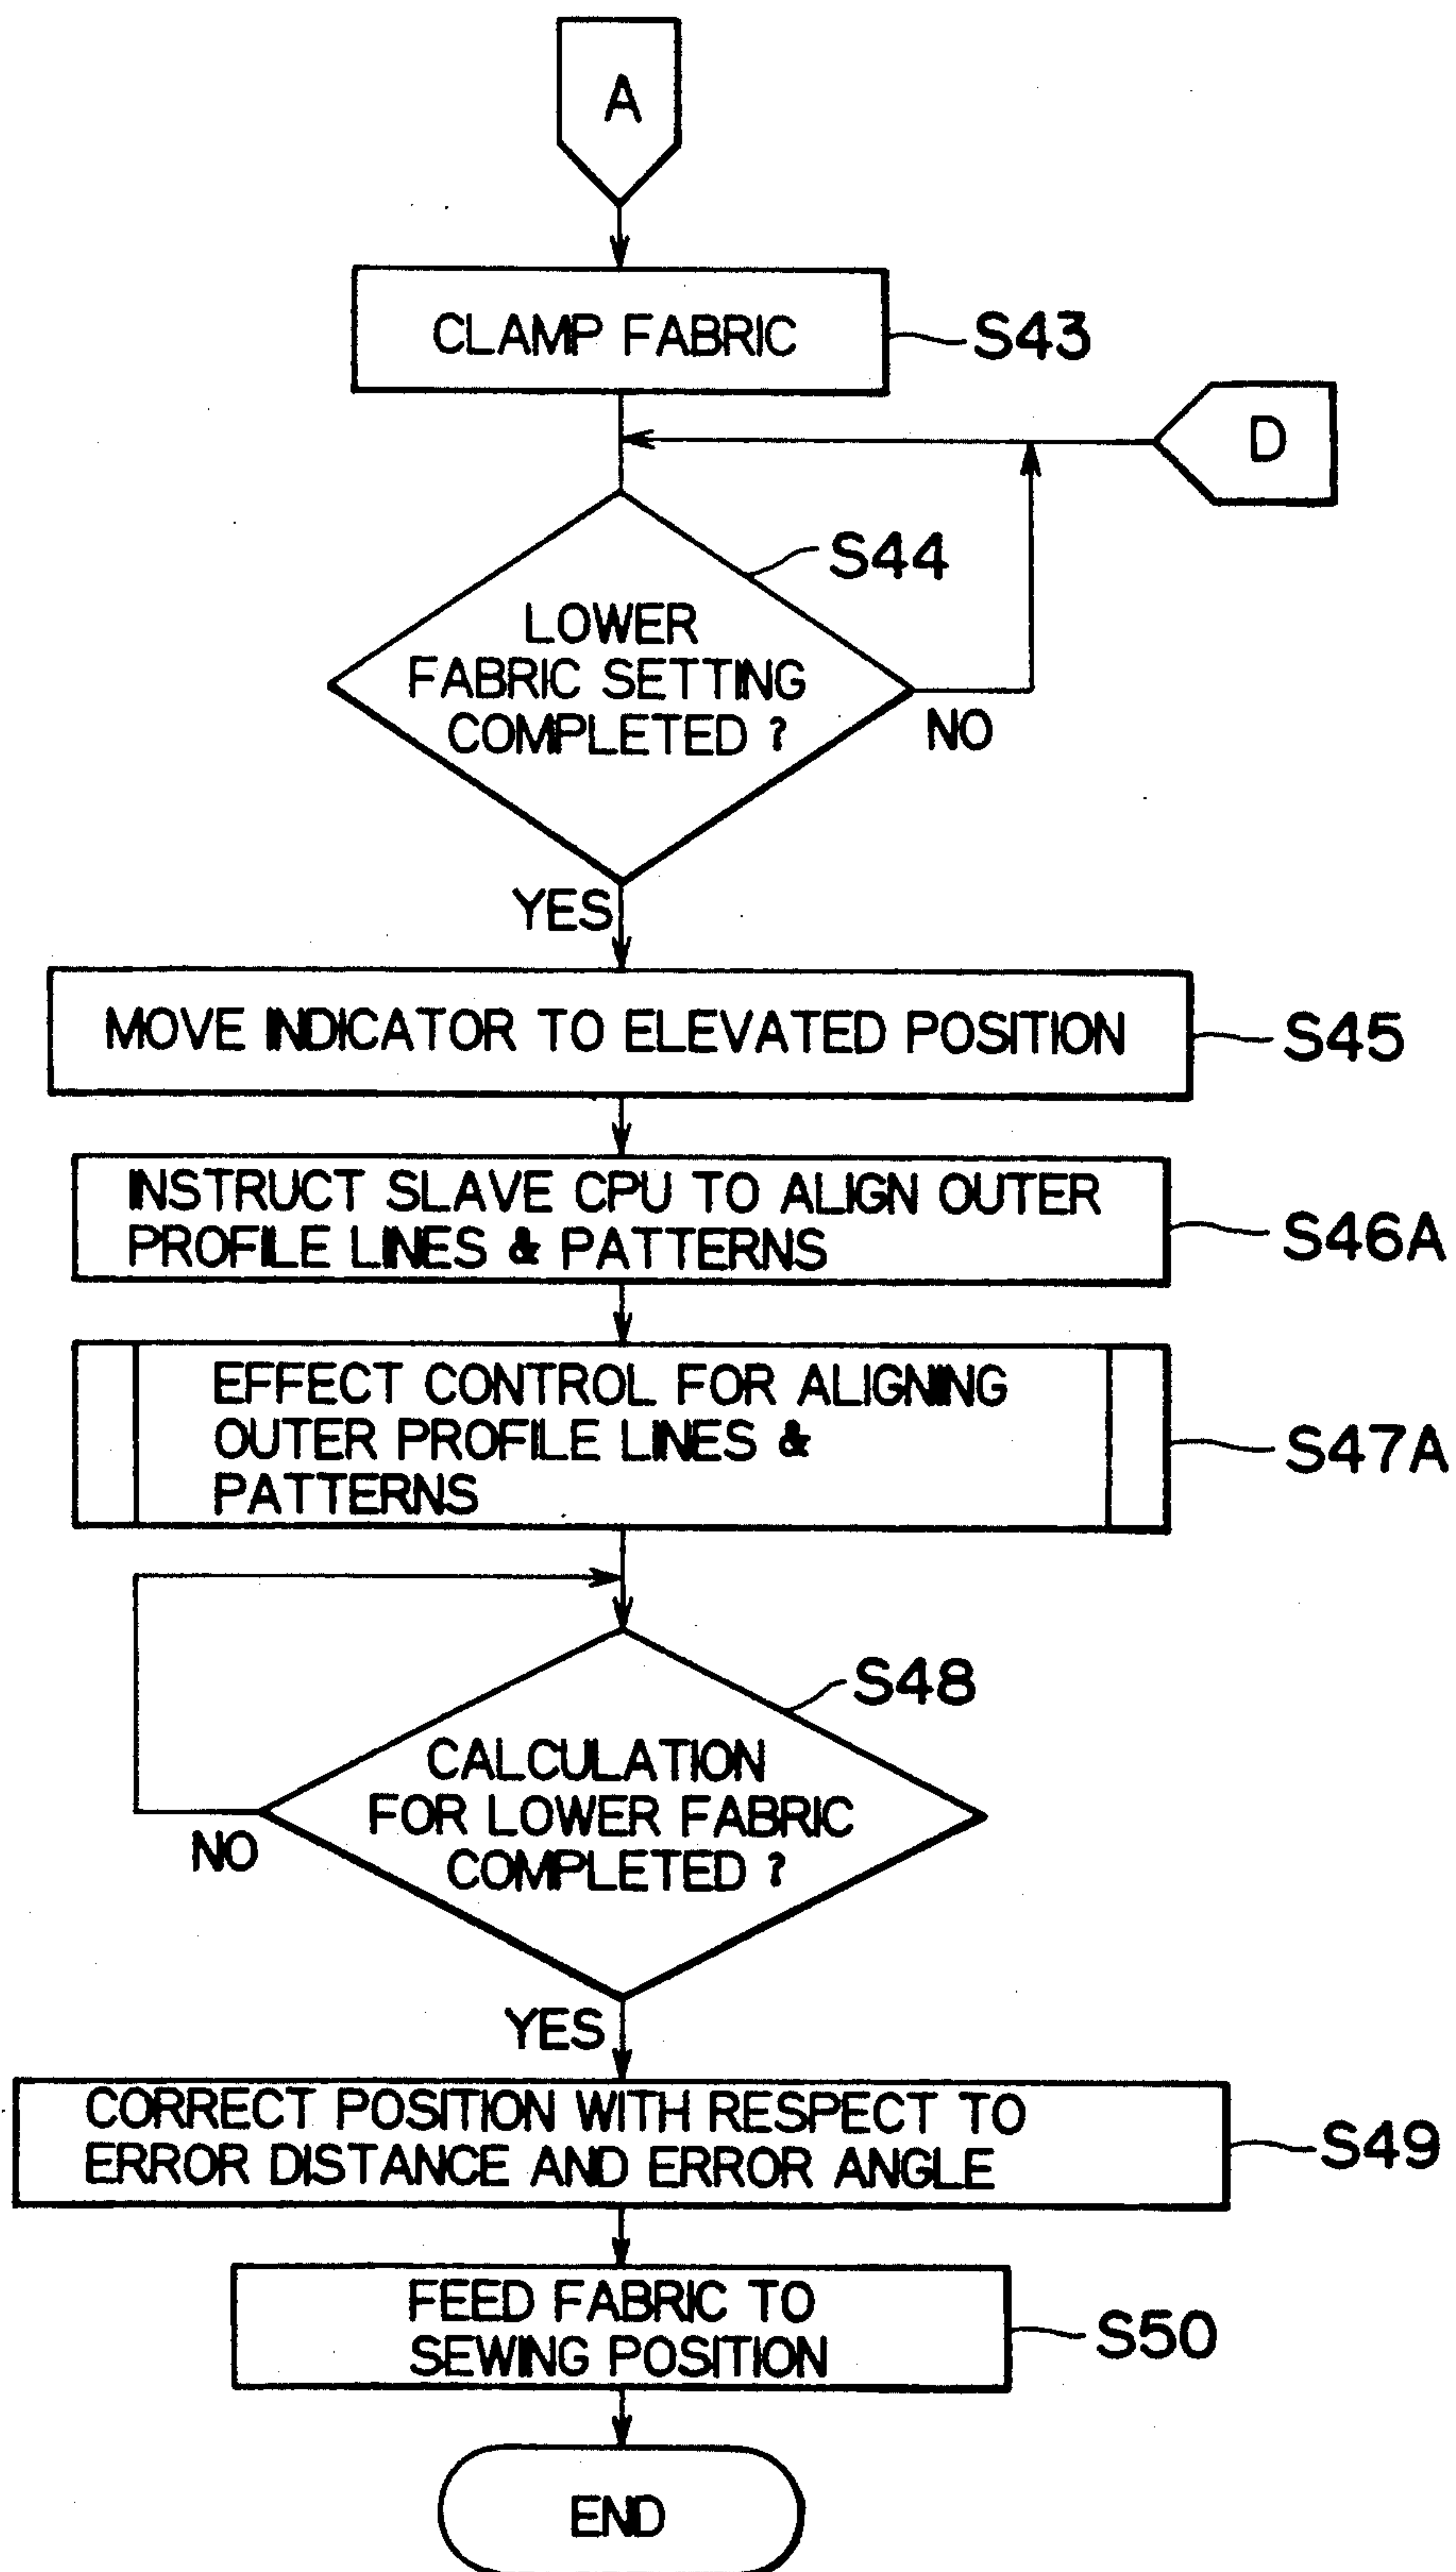 A
CLAMP FABRIC
S43
D
S44
LOWER
FABRIC SETTING
COMPLETED ?
NO
YES
MOVE INDICATOR TO ELEVATED POSITION
S45
INSTRUCT SLAVE CPU TO ALIGN OUTER
PROFILE LINES & PATTERNS
S46A
EFFECT CONTROL FOR ALIGNING
OUTER PROFILE LINES &
PATTERNS
S47A
S48
CALCULATION
FOR LOWER FABRIC
COMPLETED ?
NO
YES
CORRECT POSITION WITH RESPECT TO
ERROR DISTANCE AND ERROR ANGLE
S49
FEED FABRIC TO
SEWING POSITION
S50
END